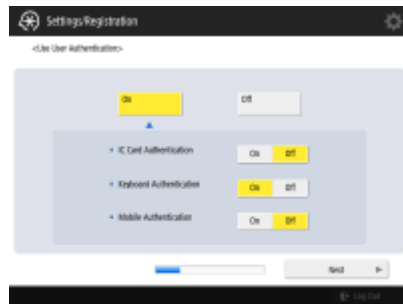 Settings/Registration
<Use User Authentication>
On Off
IC Card Authentication On Off
Keyboard Authentication On Off
Mobile Authentication On Off
Next
Log Out